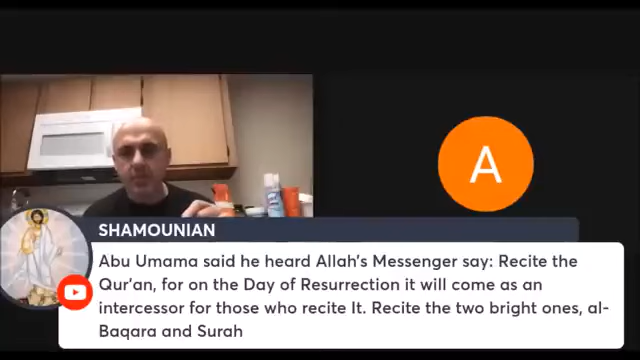 A
SHAMOUNIAN
Abu Umama said he heard Allah's Messenger say: Recite the
Qur'an, for on the Day of Resurrection it will come as an
intercessor for those who recite It. Recite the two bright ones, al-
Baqara and Surah